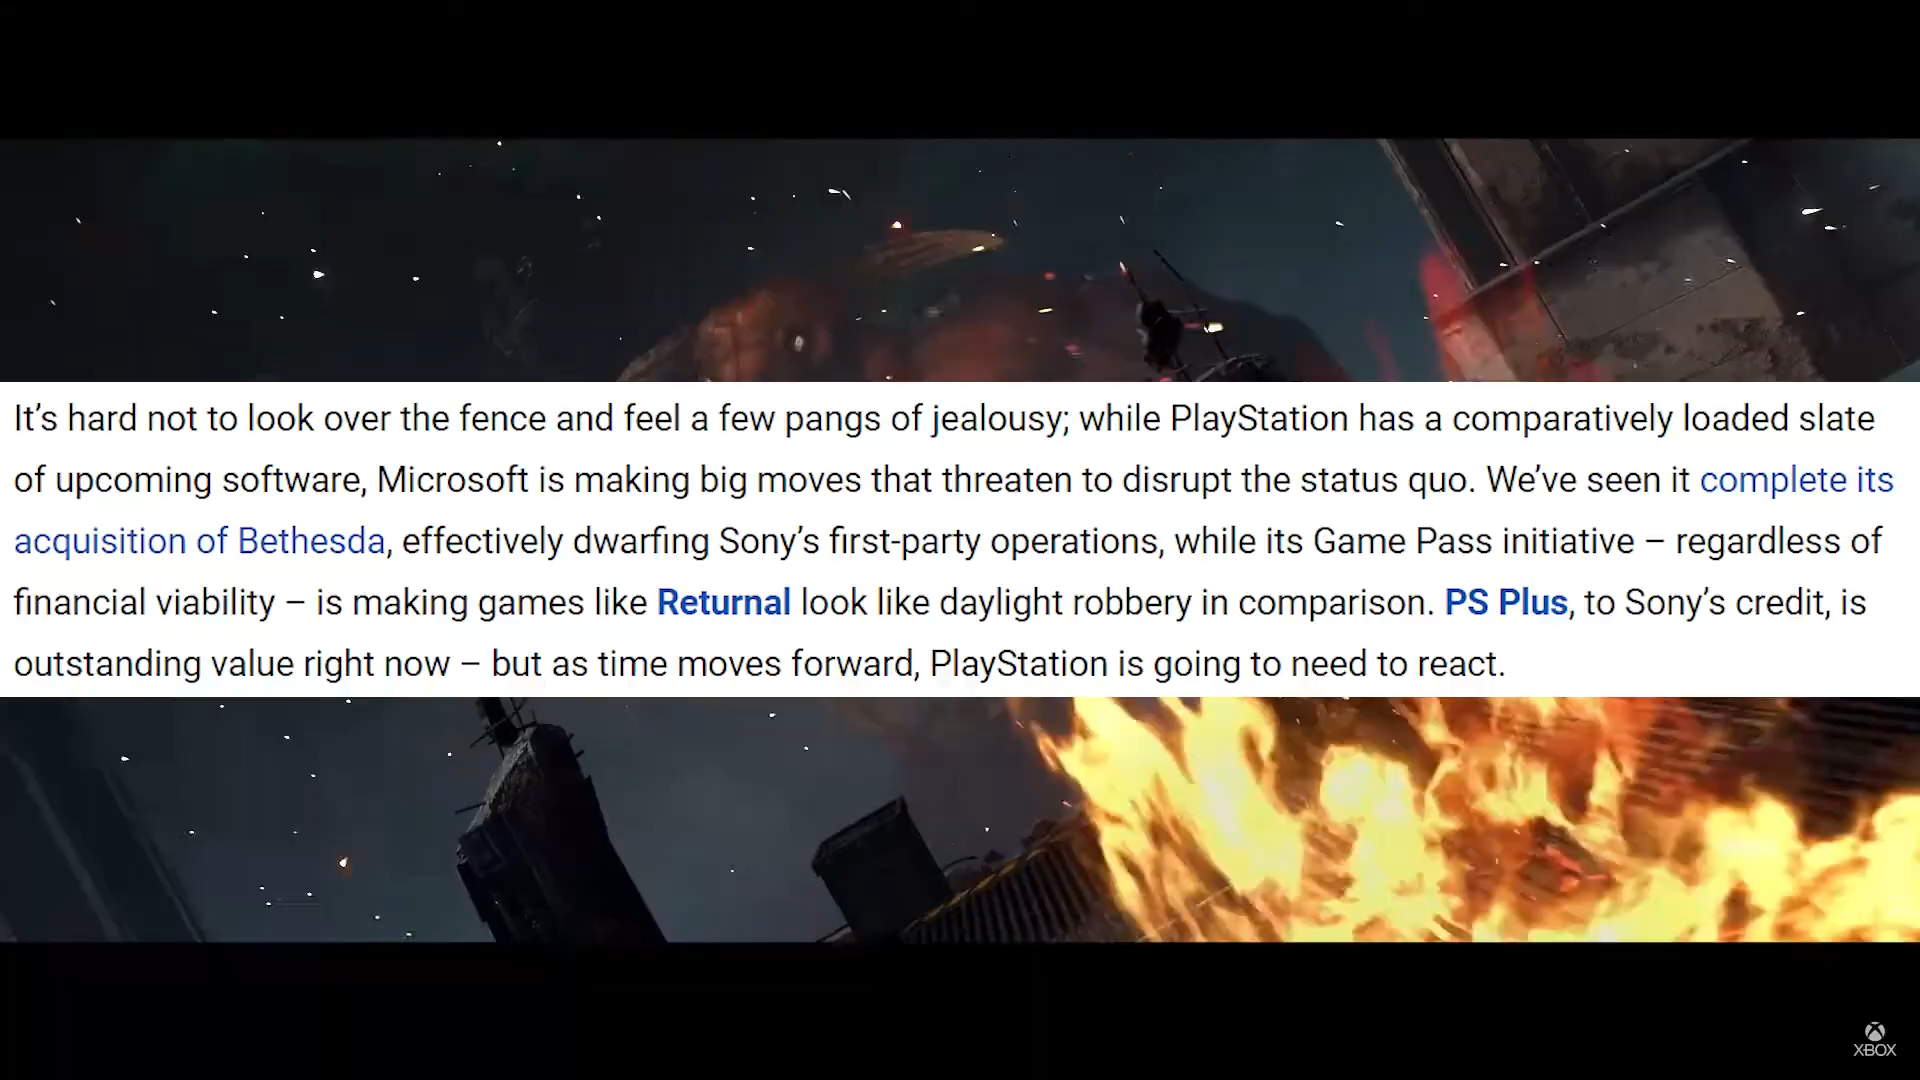 It’s hard not to look over the fence and feel a few pangs of jealousy; while PlayStation has a comparatively loaded slate
of upcoming software, Microsoft is making big moves that threaten to disrupt the status quo. We’ve seen it complete its
acquisition of Bethesda, effectively dwarfing Sony’s first-party operations, while its Game Pass initiative – regardless of
financial viability – is making games like Returnal look like daylight robbery in comparison. PS Plus, to Sony’s credit, is
outstanding value right now – but as time moves forward, PlayStation is going to need to react.
XBOX